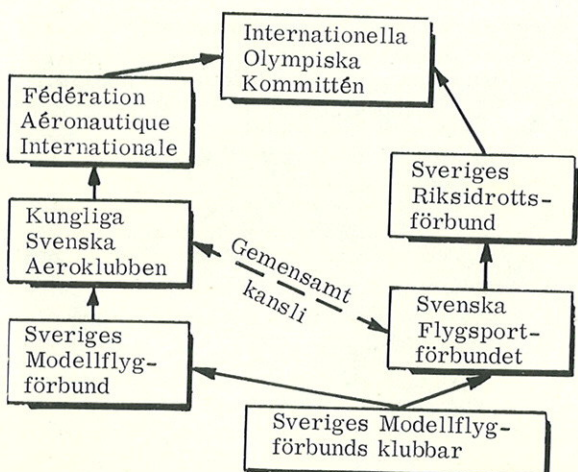 Internationella
Olympiska
Kommittén
Fédération
Aéronautique
Internationale
Sveriges
Riksidrotts-
förbund
Kungliga
Svenska
Aeroklubben
Gemensamt
kansli
Svenska
Flygsport-
förbundet
Sveriges
Modellflyg-
förbund
Sveriges Modellflyg-
förbunds klubbar